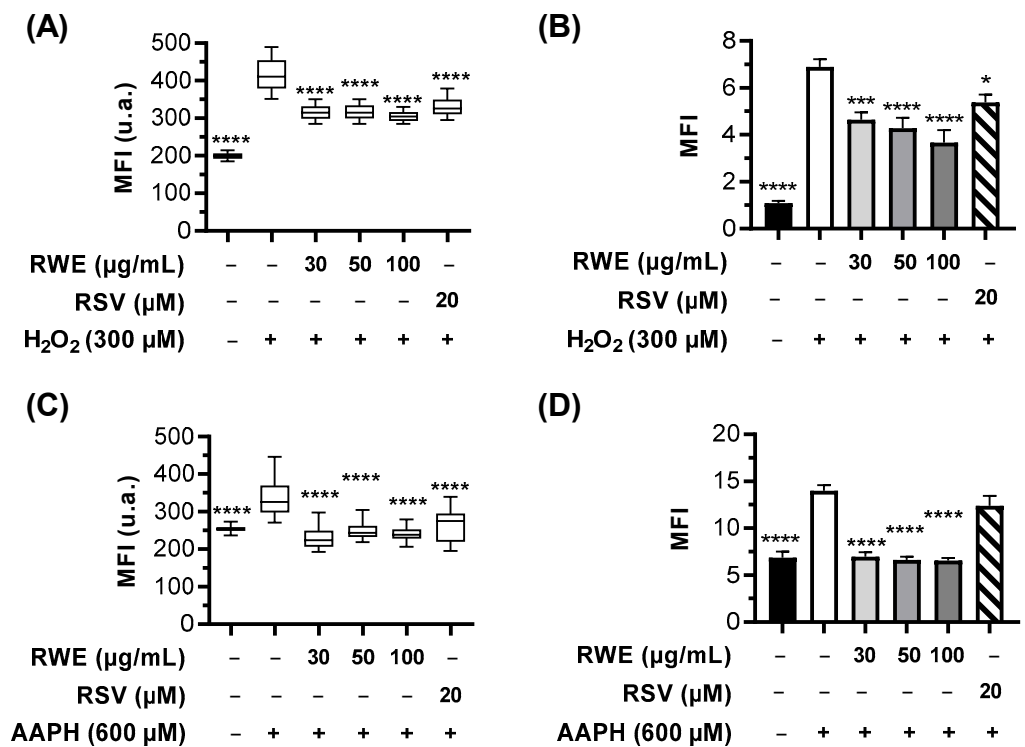 (A)
MFI (u.a.)
500
400
300
200
100
0
****
****
****
****
****
RWE (µg/mL) – – 30 50 100 –
RSV (µM) – – – – – 20
H₂O₂ (300 µM) – + + + + +
(B)
MFI
8
6
4
2
0
****
***
****
****
*
RWE (µg/mL) – – 30 50 100 –
RSV (µM) – – – – – 20
H₂O₂ (300 µM) – + + + + +
(C)
MFI (u.a.)
500
400
300
200
100
0
****
****
****
****
****
RWE (µg/mL) – – 30 50 100 –
RSV (µM) – – – – – 20
AAPH (600 µM) – + + + + +
(D)
MFI
20
15
10
5
0
****
****
****
****
RWE (µg/mL) – – 30 50 100 –
RSV (µM) – – – – – 20
AAPH (600 µM) – + + + + +